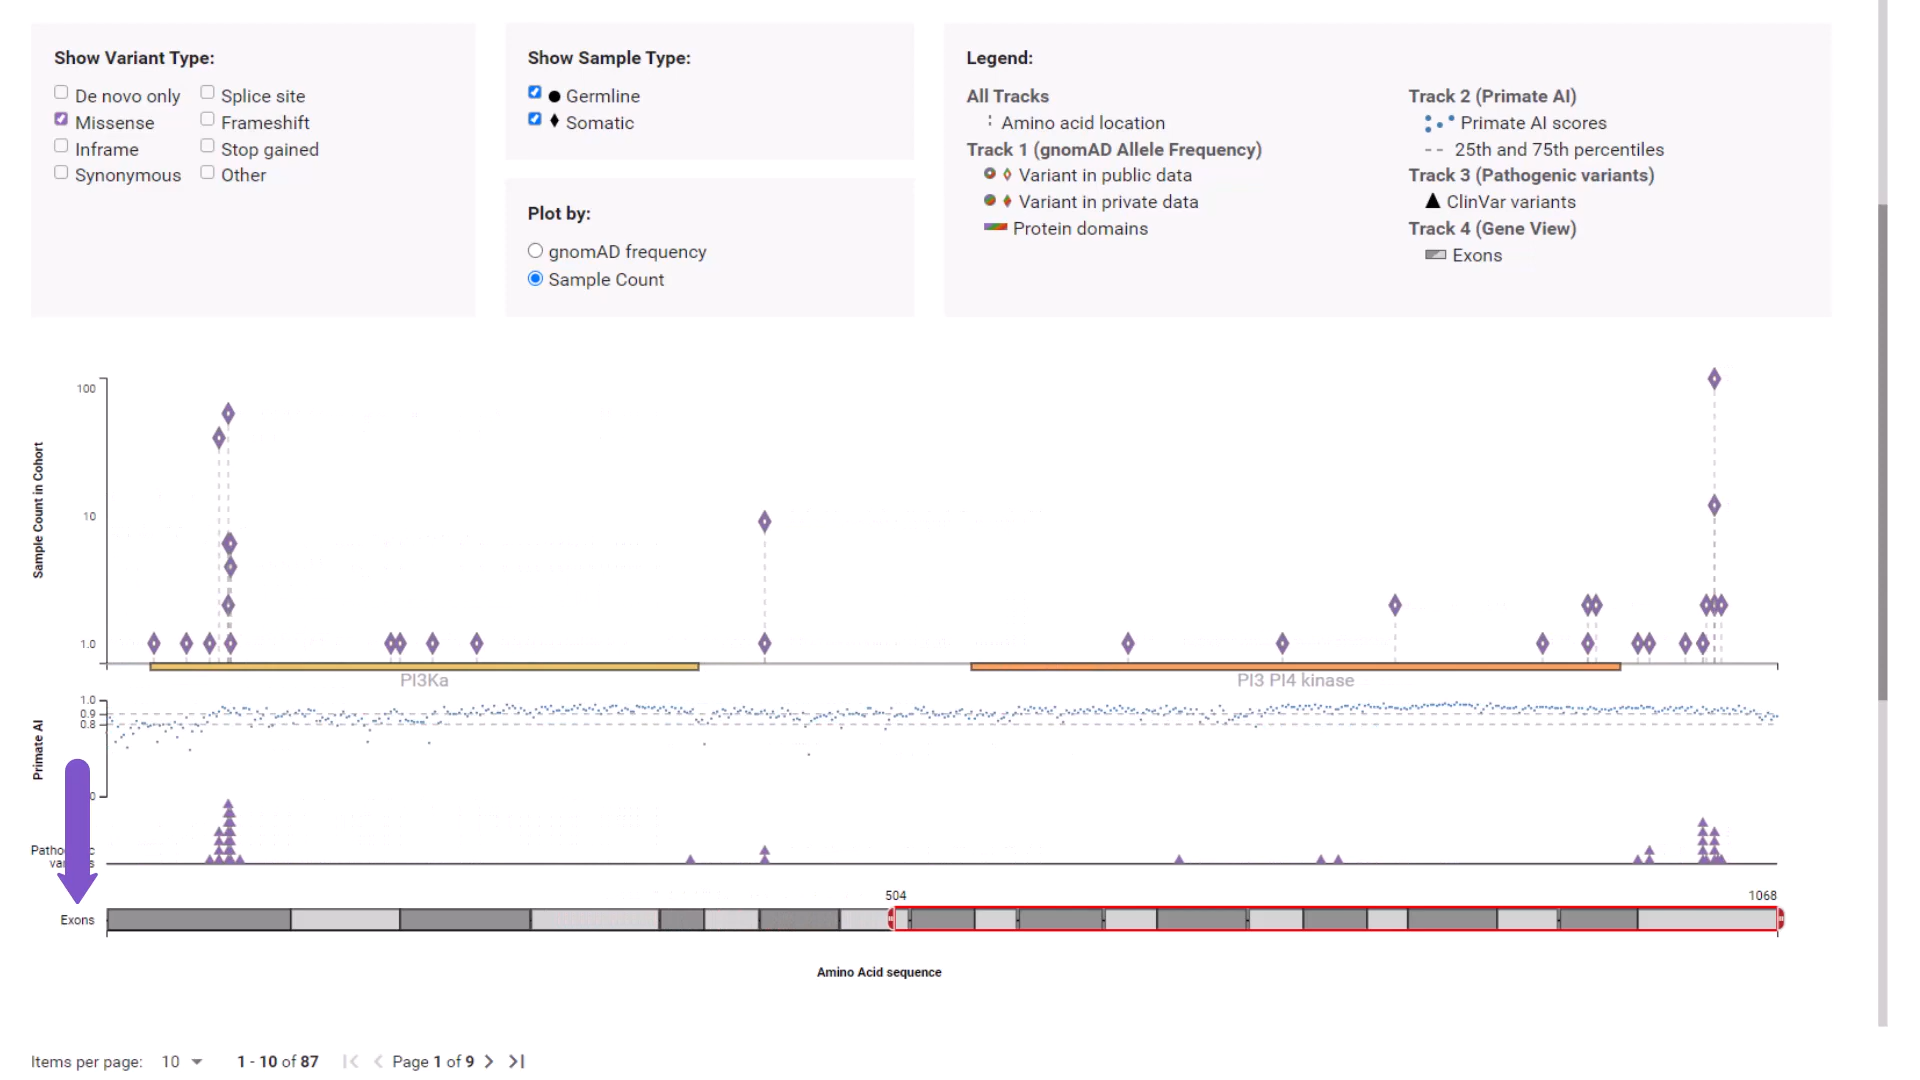 Show Variant Type:
De novo only
Splice site
Missense
Frameshift
Inframe
Stop gained
Synonymous
Other
Show Sample Type:
Germline
Somatic
Plot by:
gnomAD frequency
Sample Count
Legend:
All Tracks
Amino acid location
Track 1 (gnomAD Allele Frequency)
Variant in public data
Variant in private data
Protein domains
Track 2 (Primate AI)
Primate AI scores
25th and 75th percentiles
Track 3 (Pathogenic variants)
ClinVar variants
Track 4 (Gene View)
Exons
Sample Count in Cohort
100
10
1.0
PI3Ka
PI3 PI4 kinase
Primate AI
1.0
0.9
0.8
504
1068
Exons
Amino Acid sequence
Items per page: 10 1 - 10 of 87 Page 1 of 9